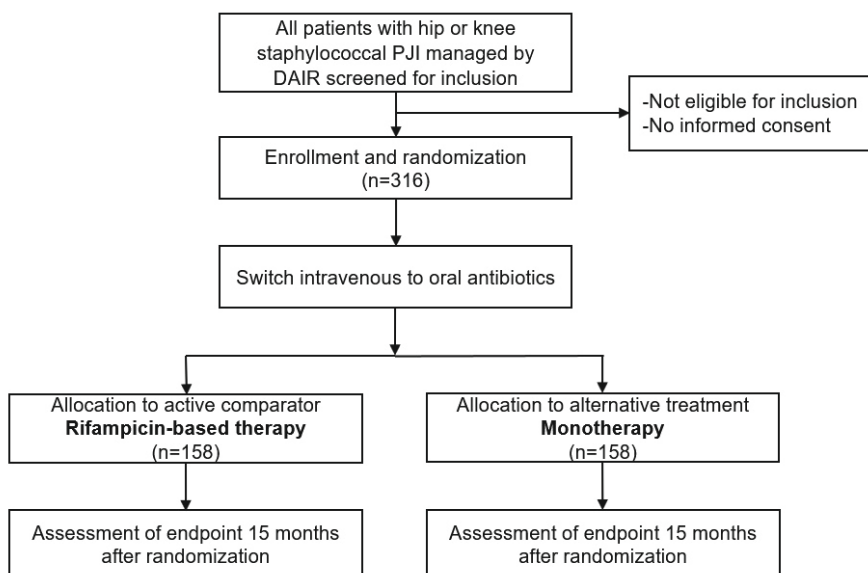 All patients with hip or knee
staphylococcal PJI managed by
DAIR screened for inclusion
-Not eligible for inclusion
-No informed consent
Enrollment and randomization
(n=316)
Switch intravenous to oral antibiotics
Allocation to active comparator
Rifampicin-based therapy
(n=158)
Allocation to alternative treatment
Monotherapy
(n=158)
Assessment of endpoint 15 months
after randomization
Assessment of endpoint 15 months
after randomization